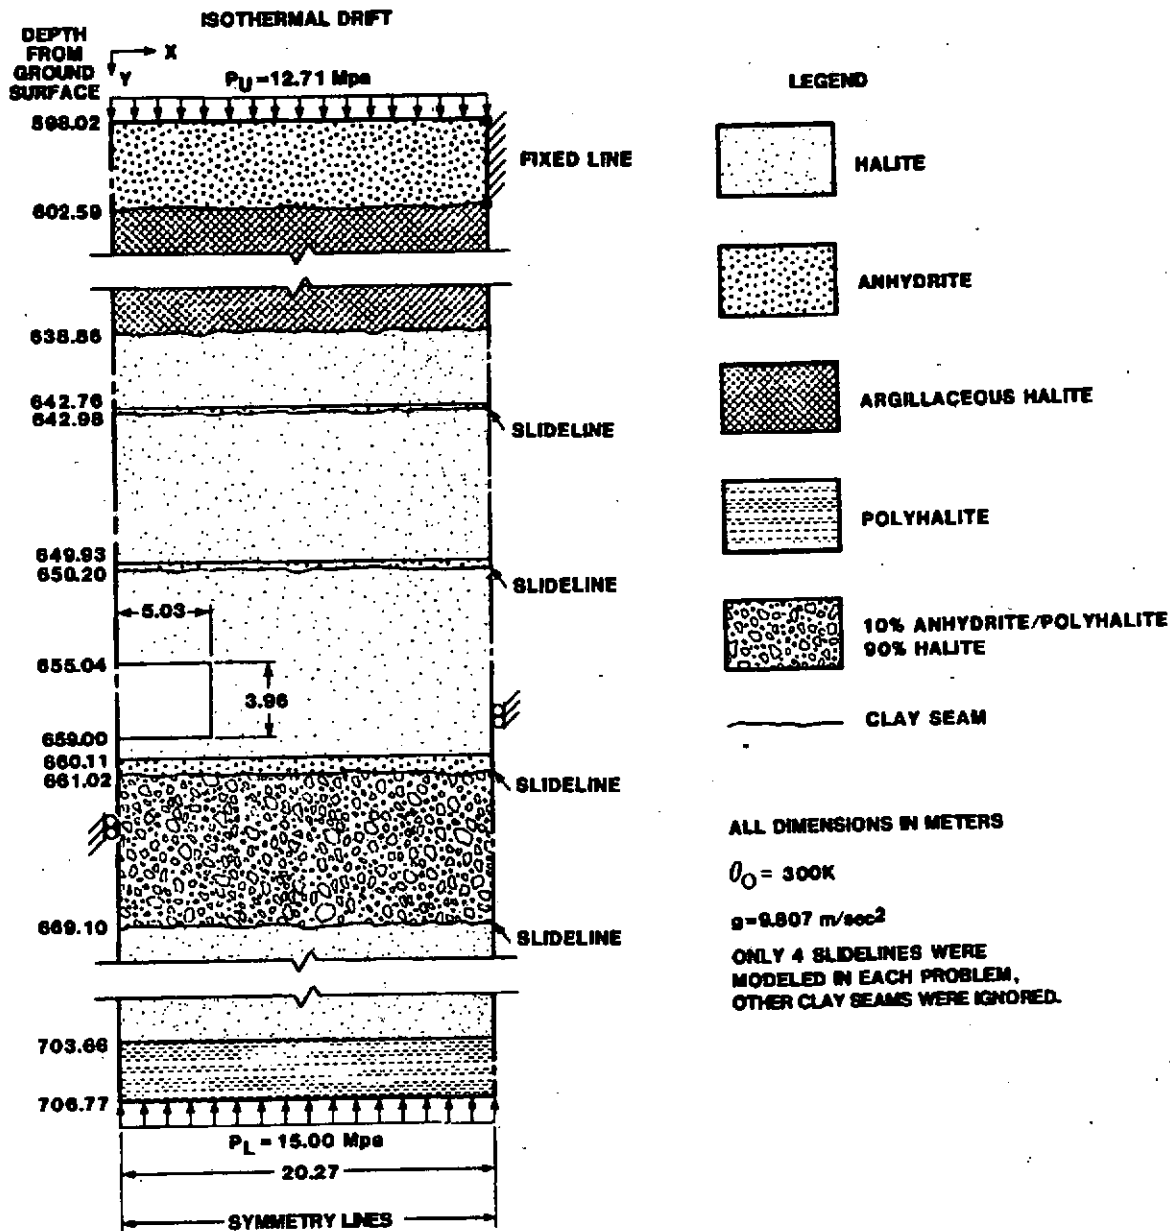 ISOTHERMAL DRIFT
DEPTH
FROM
GROUND
SURFACE
X
Y
PU=12.71 Mpa
598.02
FIXED LINE
602.59
638.86
642.76
642.98
SLIDELINE
649.93
650.20
SLIDELINE
5.03
655.04
3.96
659.00
660.11
661.02
SLIDELINE
669.10
SLIDELINE
703.66
706.77
PL = 15.00 Mpa
20.27
SYMMETRY LINES
LEGEND
HALITE
ANHYDRITE
ARGILLACEOUS HALITE
POLYHALITE
10% ANHYDRITE/POLYHALITE
90% HALITE
CLAY SEAM
ALL DIMENSIONS IN METERS
θO = 300K
g=9.807 m/sec²
ONLY 4 SLIDELINES WERE
MODELED IN EACH PROBLEM,
OTHER CLAY SEAMS WERE IGNORED.